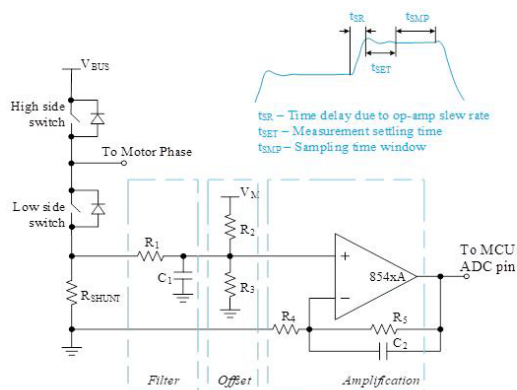 tSR
tSMP
tSET
VBUS
High side
switch
tSR – Time delay due to op-amp slew rate
tSET – Measurement settling time
tSMP – Sampling time window
To Motor Phase
Low side
switch
VM
R1
R2
To MCU
ADC pin
C1
+
854xA
RSHUNT
R3
–
R4
R5
C2
Filter
Offset
Amplification